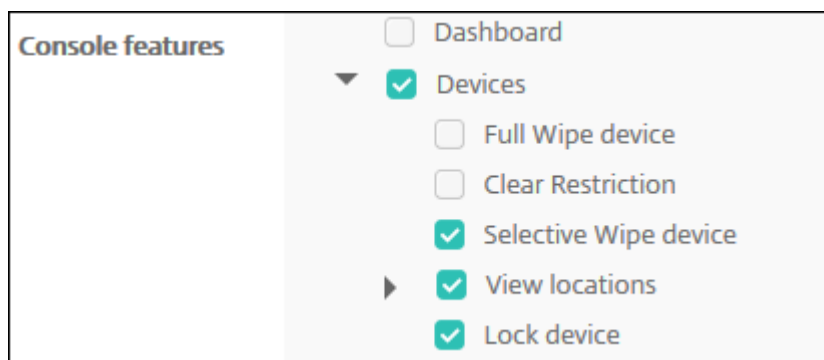 Console features
Dashboard
Devices
Full Wipe device
Clear Restriction
Selective Wipe device
View locations
Lock device